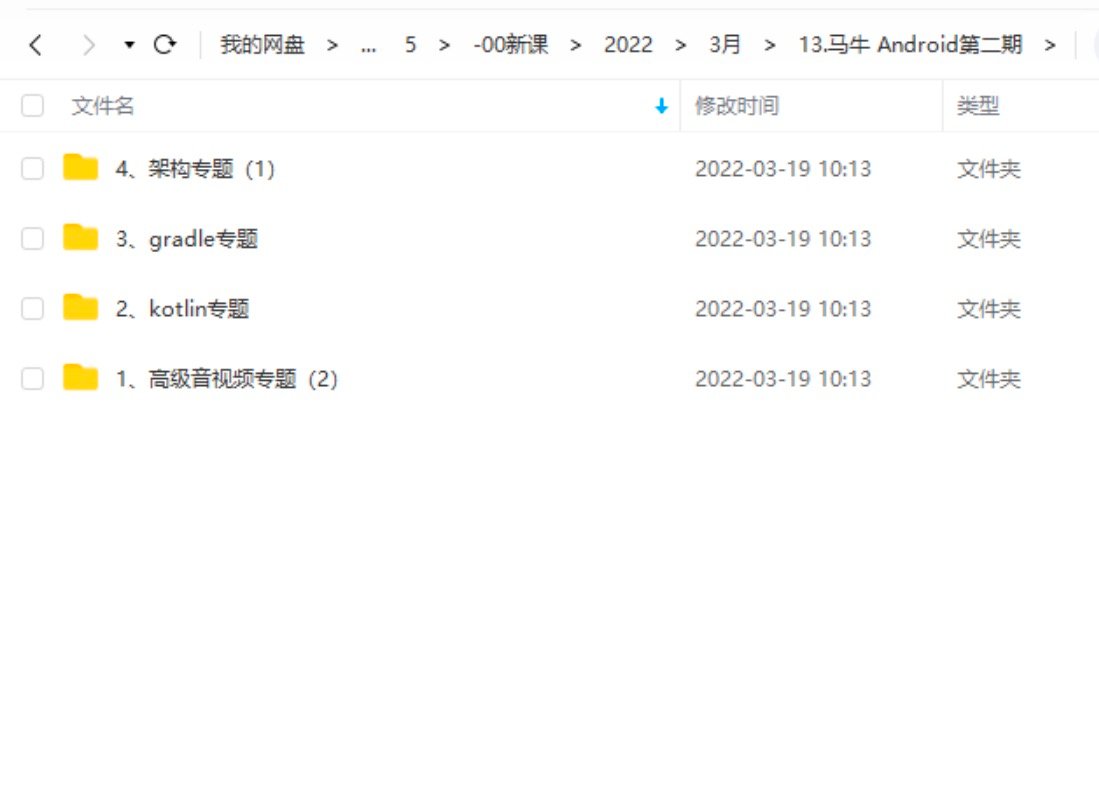 我的网盘 > ... 5 > -00新课 > 2022 > 3月 > 13.马牛 Android第二期 >
文件名 修改时间 类型
4、架构专题（1） 2022-03-19 10:13 文件夹
3、gradle专题 2022-03-19 10:13 文件夹
2、kotlin专题 2022-03-19 10:13 文件夹
1、高级音视频专题（2） 2022-03-19 10:13 文件夹